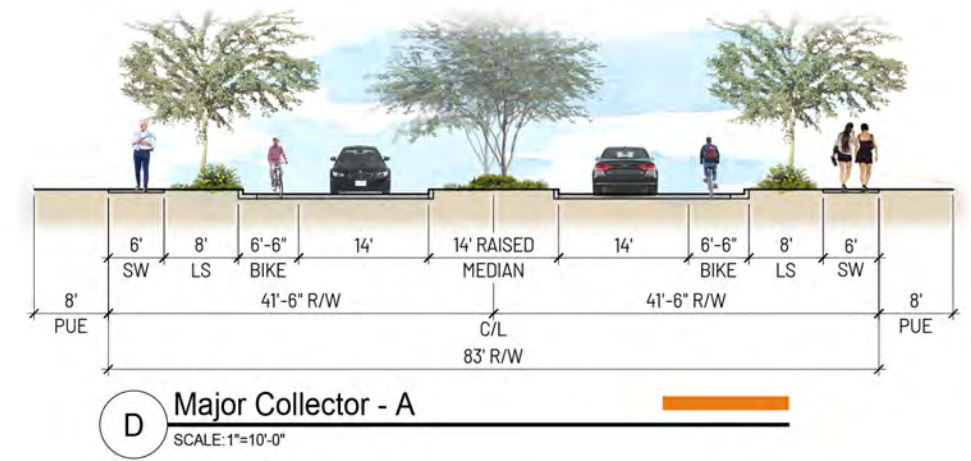 6' 8' 6'-6" 14' 14' RAISED 14' 6'-6" 8' 6'
SW LS BIKE MEDIAN BIKE LS SW
8' 41'-6" R/W 41'-6" R/W 8'
PUE C/L PUE
83' R/W
D Major Collector - A
SCALE:1"=10'-0"